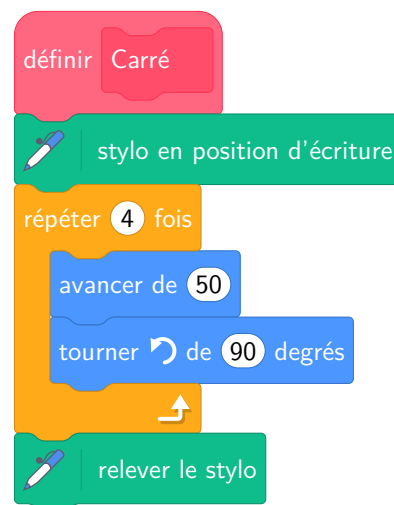 définir Carré
stylo en position d'écriture
répéter 4 fois
avancer de 50
tourner de 90 degrés
relever le stylo